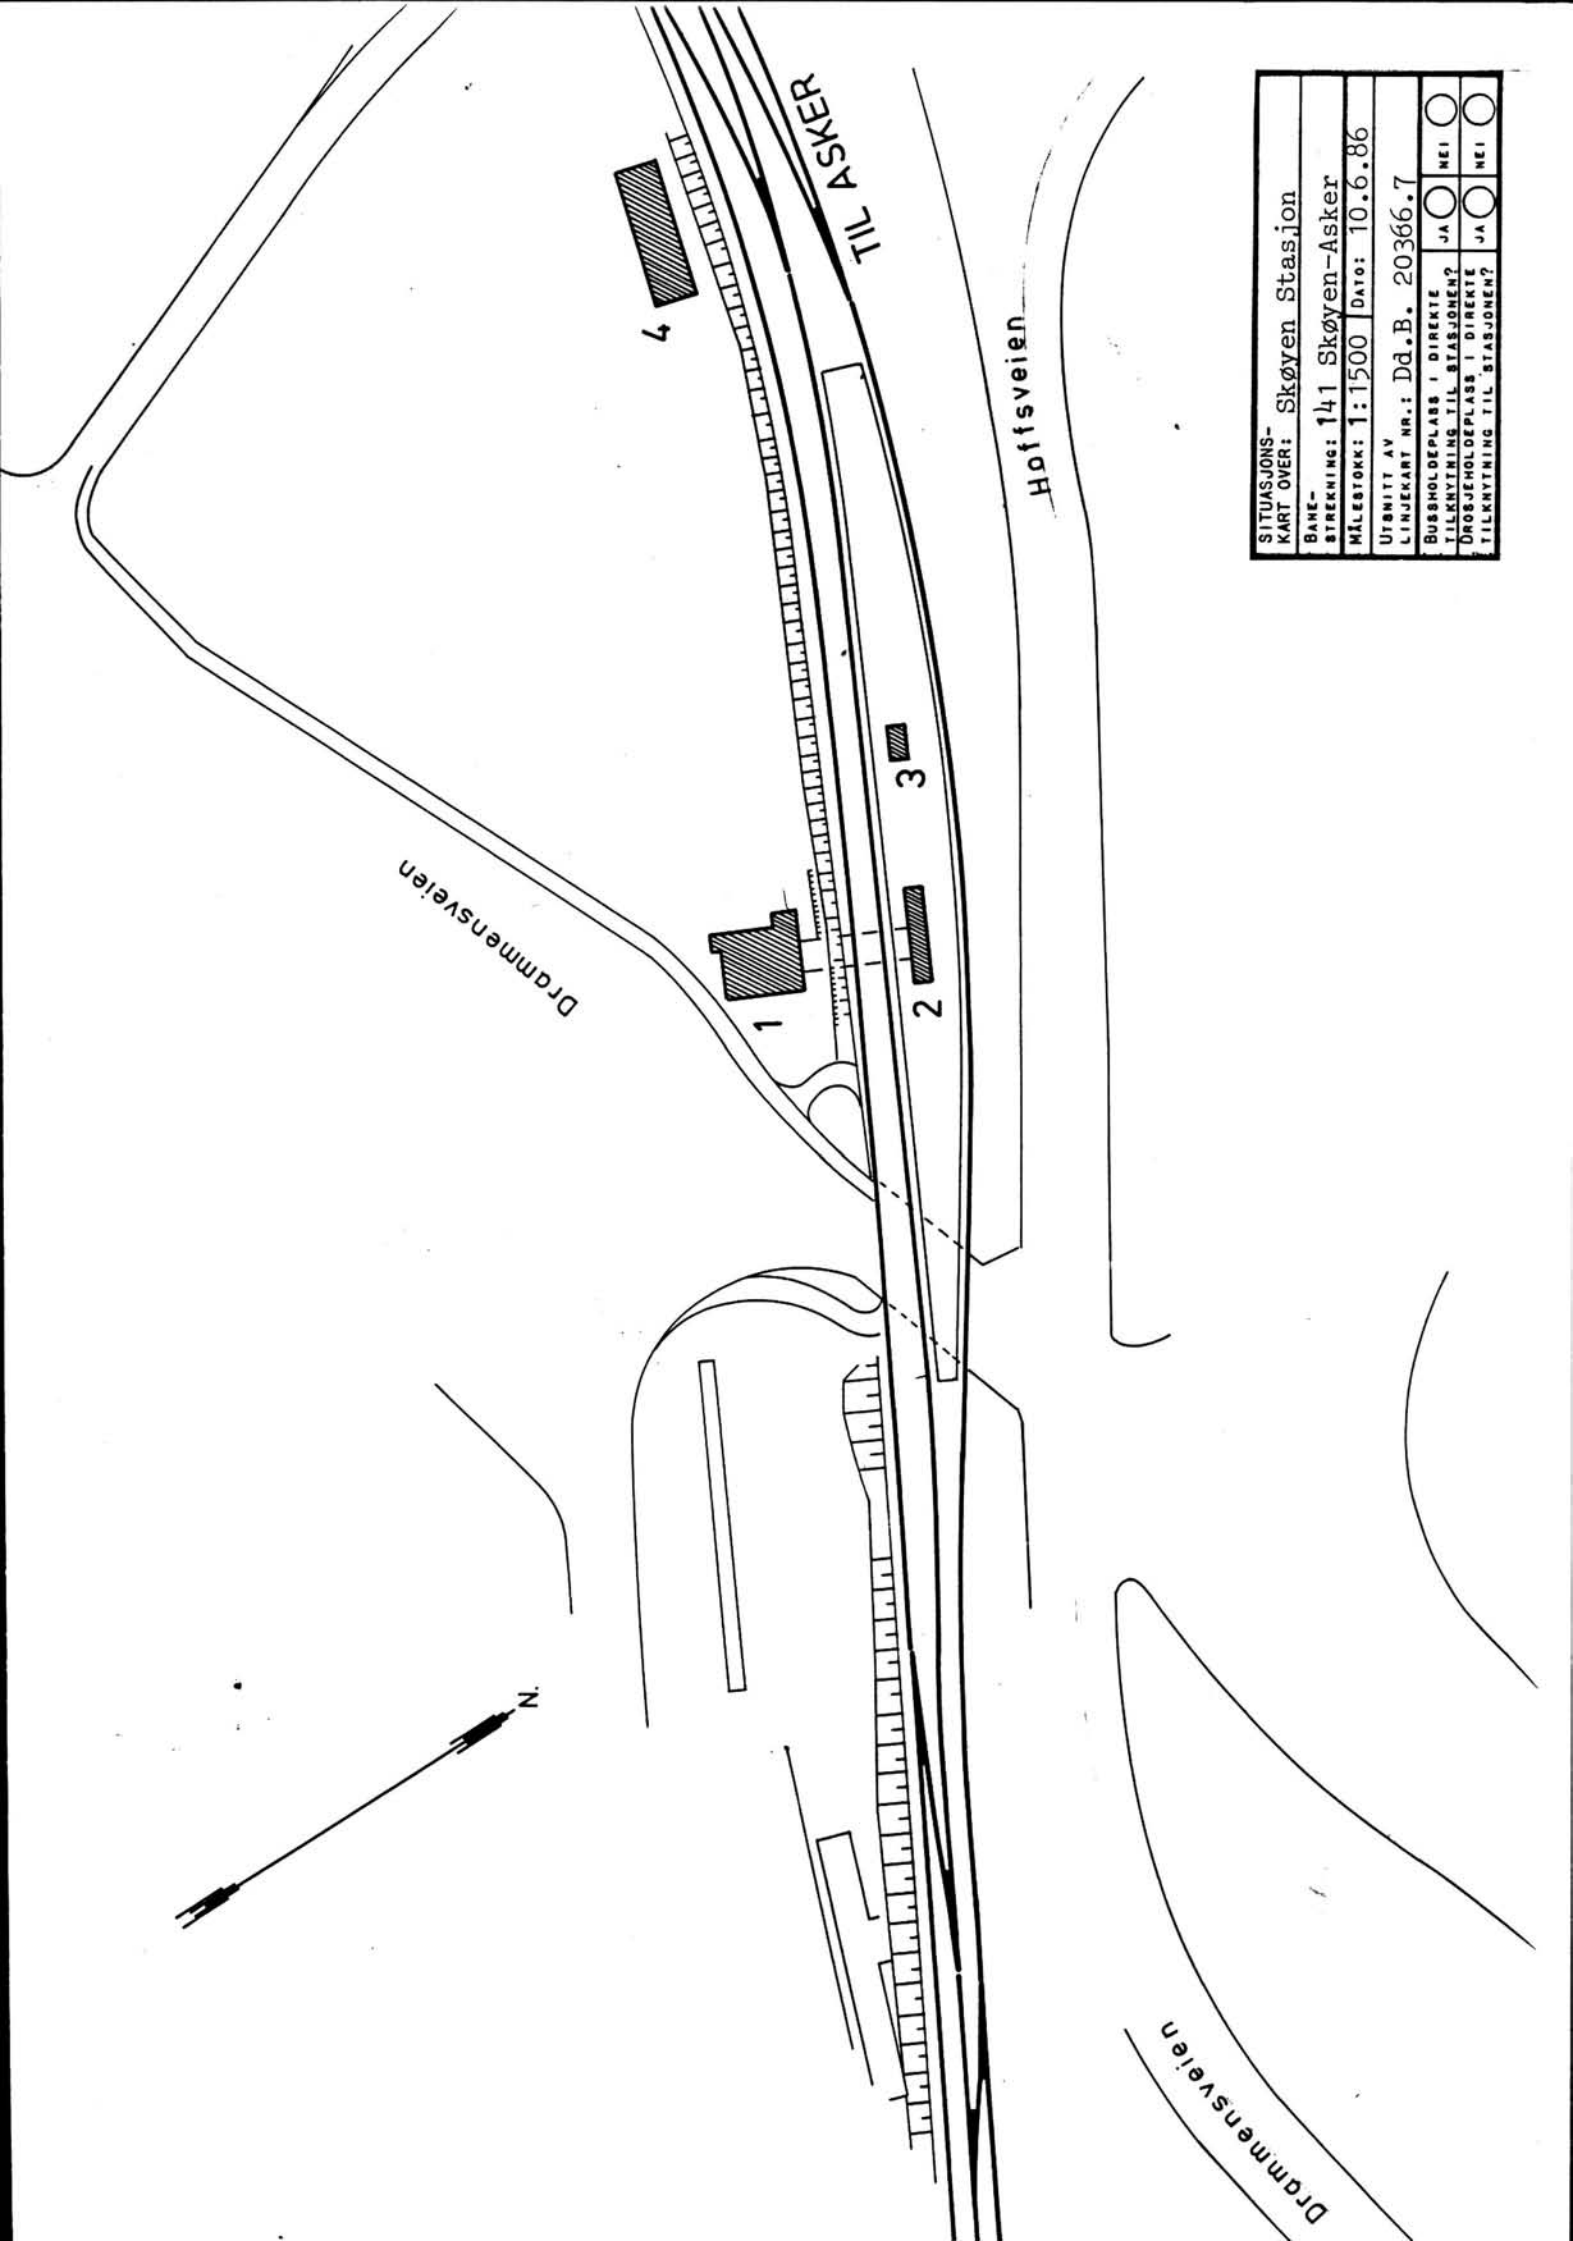 SITUASJONS-
KART OVER: Skøyen Stasjon
BANE-
STREKNING: 141 Skøyen-Asker
MÅLESTOKK: 1:1500 DATO: 10.6.86
UTSNITT AV
LINJEKART NR.: Dd.B. 20366.7
BUSSHOLDEPLASS I DIREKTE
TILKNYTNING TIL STASJONEN? JA NEI
DROSJEHOLDEPLASS I DIREKTE
TILKNYTNING TIL STASJONEN? JA NEI
TIL ASKER
Hoffsveien
Drammensveien
Drammensveien
N.
1
2
3
4